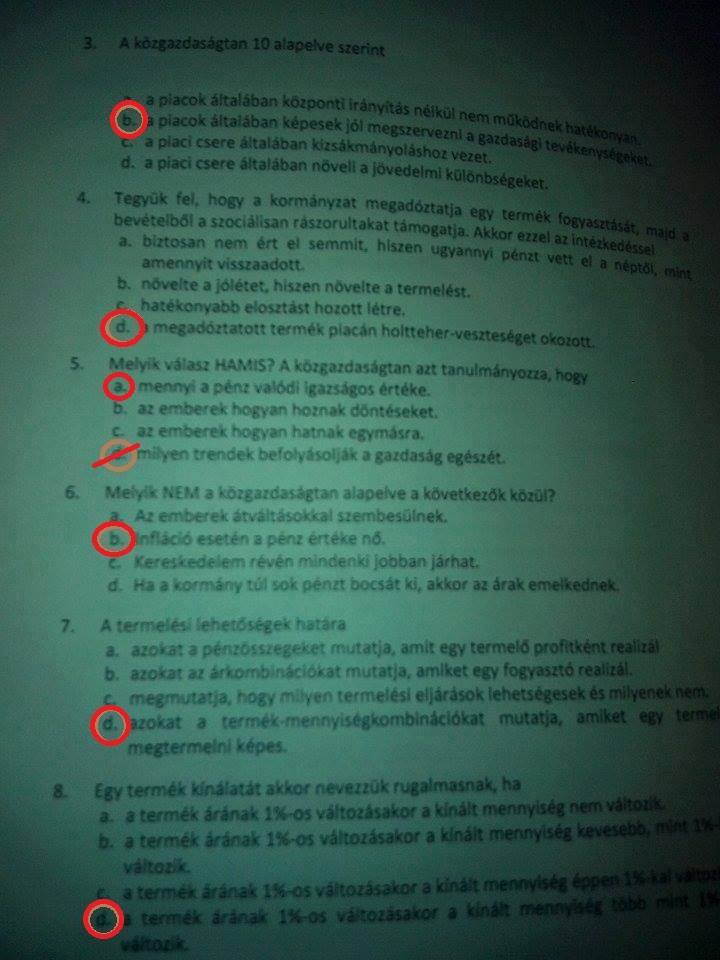 3. A közgazdaságtan 10 alapelve szerint
a. a piacok általában központi irányítás nélkül nem működnek hatékonyan.
b. a piacok általában képesek jól megszervezni a gazdasági tevékenységeket.
c. a piaci csere általában kizsákmányoláshoz vezet.
d. a piaci csere általában növeli a jövedelmi különbségeket.
4. Tegyük fel, hogy a kormányzat megadóztatja egy termék fogyasztását, majd a
bevételből a szociálisan rászorultakat támogatja. Akkor ezzel az intézkedéssel
a. biztosan nem ért el semmit, hiszen ugyannyi pénzt vett el a néptől, mint
amennyit visszaadott.
b. növelte a jólétet, hiszen növelte a termelést.
c. hatékonyabb elosztást hozott létre.
d. a megadóztatott termék piacán holtteher-veszteséget okozott.
5. Melyik válasz HAMIS? A közgazdaságtan azt tanulmányozza, hogy
a. mennyi a pénz valódi igazságos értéke.
b. az emberek hogyan hoznak döntéseket.
c. az emberek hogyan hatnak egymásra.
d. milyen trendek befolyásolják a gazdaság egészét.
6. Melyik NEM a közgazdaságtan alapelve a következők közül?
a. Az emberek átváltásokkal szembesülnek.
b. Infláció esetén a pénz értéke nő.
c. Kereskedelem révén mindenki jobban járhat.
d. Ha a kormány túl sok pénzt bocsát ki, akkor az árak emelkednek.
7. A termelési lehetőségek határa
a. azokat a pénzösszegeket mutatja, amit egy termelő profitként realizál
b. azokat az árkombinációkat mutatja, amiket egy fogyasztó realizál.
c. megmutatja, hogy milyen termelési eljárások lehetségesek és milyenek nem.
d. azokat a termék-mennyiségkombinációkat mutatja, amiket egy terme
megtermelni képes.
8. Egy termék kínálatát akkor nevezzük rugalmasnak, ha
a. a termék árának 1%-os változásakor a kínált mennyiség nem változik.
b. a termék árának 1%-os változásakor a kínált mennyiség kevesebb, mint 1%-
változik.
c. a termék árának 1%-os változásakor a kínált mennyiség éppen 1%-kal változ
d. a termék árának 1%-os változásakor a kínált mennyiség több mint 1%
változik.